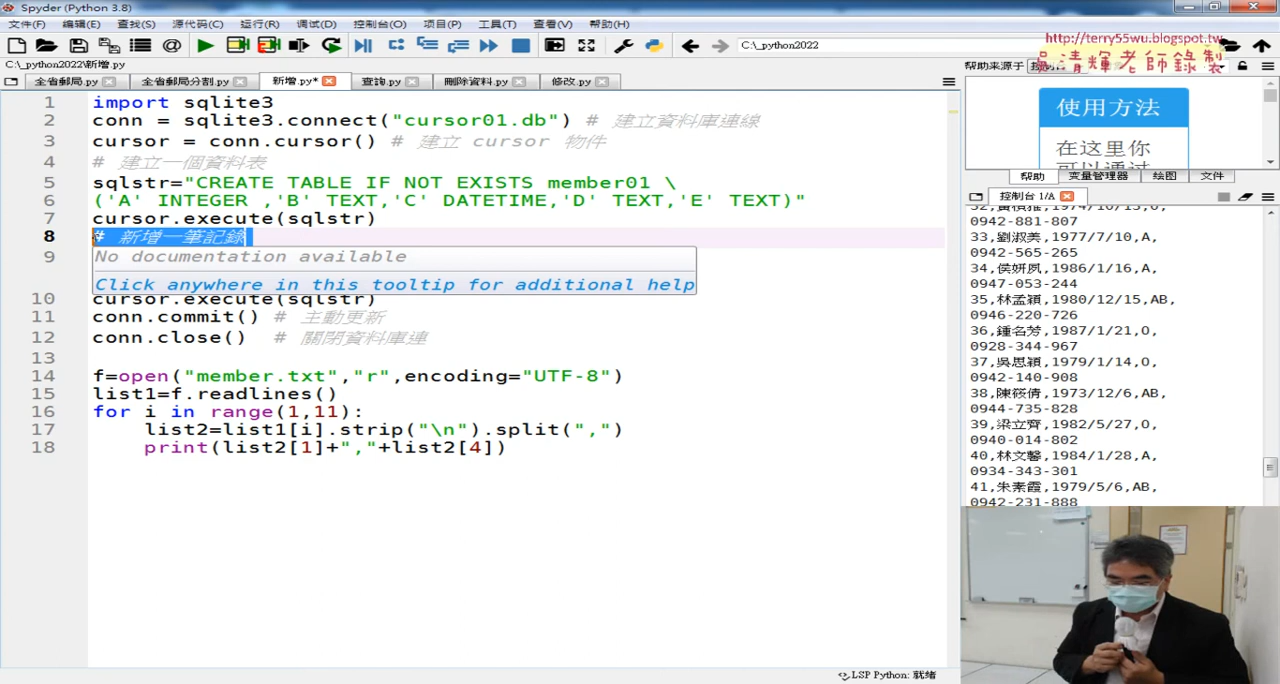 Spyder (Python 3.8)
文件(F) 编辑(E) 查找(S) 源代码(C) 运行(R) 调试(D) 控制台(O) 项目(P) 工具(T) 查看(V) 帮助(H)
C:\_python2022
http://terry55wu.blogspot.tw
吳清輝老師錄製
C:\_python2022\新增.py
帮助来源于
全省郵局.py 全省郵局分割.py 新增.py* 查詢.py 刪除資料.py 修改.py
1 import sqlite3
2 conn = sqlite3.connect("cursor01.db") # 建立資料庫連線
3 cursor = conn.cursor() # 建立 cursor 物件
4 # 建立一個資料表
5 sqlstr="CREATE TABLE IF NOT EXISTS member01 \
6 ('A' INTEGER ,'B' TEXT,'C' DATETIME,'D' TEXT,'E' TEXT)"
7 cursor.execute(sqlstr)
8 # 新增一筆記錄
9 No documentation available
Click anywhere in this tooltip for additional help
10 cursor.execute(sqlstr)
11 conn.commit() # 主動更新
12 conn.close() # 關閉資料庫連
13
14 f=open("member.txt","r",encoding="UTF-8")
15 list1=f.readlines()
16 for i in range(1,11):
17 list2=list1[i].strip("\n").split(",")
18 print(list2[1]+","+list2[4])
使用方法
在这里你
可以通过
帮助 变量管理器 绘图 文件
控制台 1/A
0942-881-807
33,劉淑美,1977/7/10,A,
0942-565-265
34,侯妍夙,1986/1/16,A,
0947-053-244
35,林孟穎,1980/12/15,AB,
0946-220-726
36,鍾名芬,1987/1/21,O,
0928-344-967
37,吳思穎,1979/1/14,O,
0942-140-908
38,陳筱倩,1973/12/6,AB,
0944-735-828
39,梁立齊,1982/5/27,O,
0940-014-802
40,林文馨,1984/1/28,A,
0934-343-301
41,朱素霞,1979/5/6,AB,
0942-231-888
LSP Python: 就绪